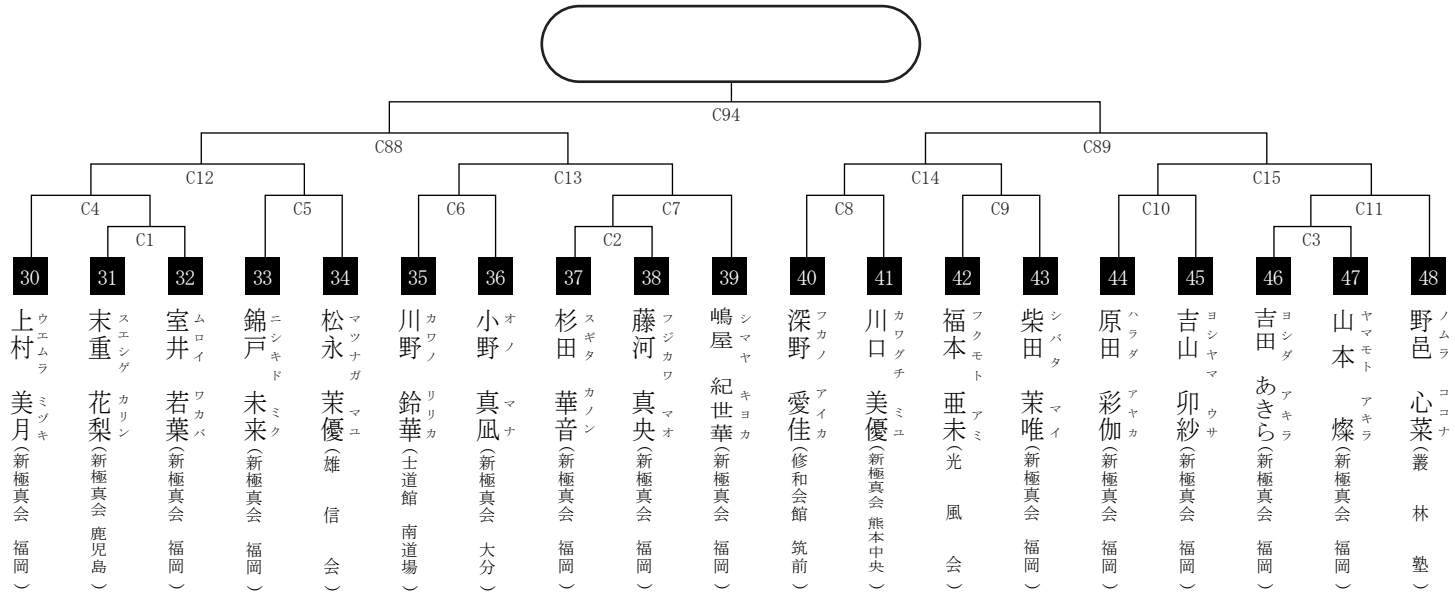 C94
C88
C89
C12
C13
C14
C15
C4
C5
C6
C7
C8
C9
C10
C11
C1
C2
C3
30
31
32
33
34
35
36
37
38
39
40
41
42
43
44
45
46
47
48
上村 美月 ウエムラ ミヅキ (新極真会 福岡)
末重 花梨 スエシゲ カリン (新極真会 鹿児島)
室井 若葉 ムロイ ワカバ (新極真会 福岡)
錦戸 未来 ニシキド ミク (新極真会 福岡)
松永 茉優 マツナガ マユ (雄信会)
川野 鈴華 カワノ リリカ (士道館 南道場)
小野 真凪 オノ マナ (新極真会 大分)
杉田 華音 スギタ カノン (新極真会 福岡)
藤河 真央 フジカワ マオ (新極真会 福岡)
嶋屋 紀世華 シマヤ キヨカ (新極真会 福岡)
深野 愛佳 フカノ アイカ (修和会館 筑前)
川口 美優 カワグチ ミユ (新極真会 熊本中央)
福本 亜未 フクモト アミ (光風会)
柴田 茉唯 シバタ マイ (新極真会 福岡)
原田 彩伽 ハラダ アヤカ (新極真会 福岡)
吉山 卯紗 ヨシヤマ ウサ (新極真会 福岡)
吉田 あきら ヨシダ アキラ (新極真会 福岡)
山本 燦 ヤマモト アキラ (新極真会 福岡)
野邑 心菜 ノムラ ココナ (叢林塾)